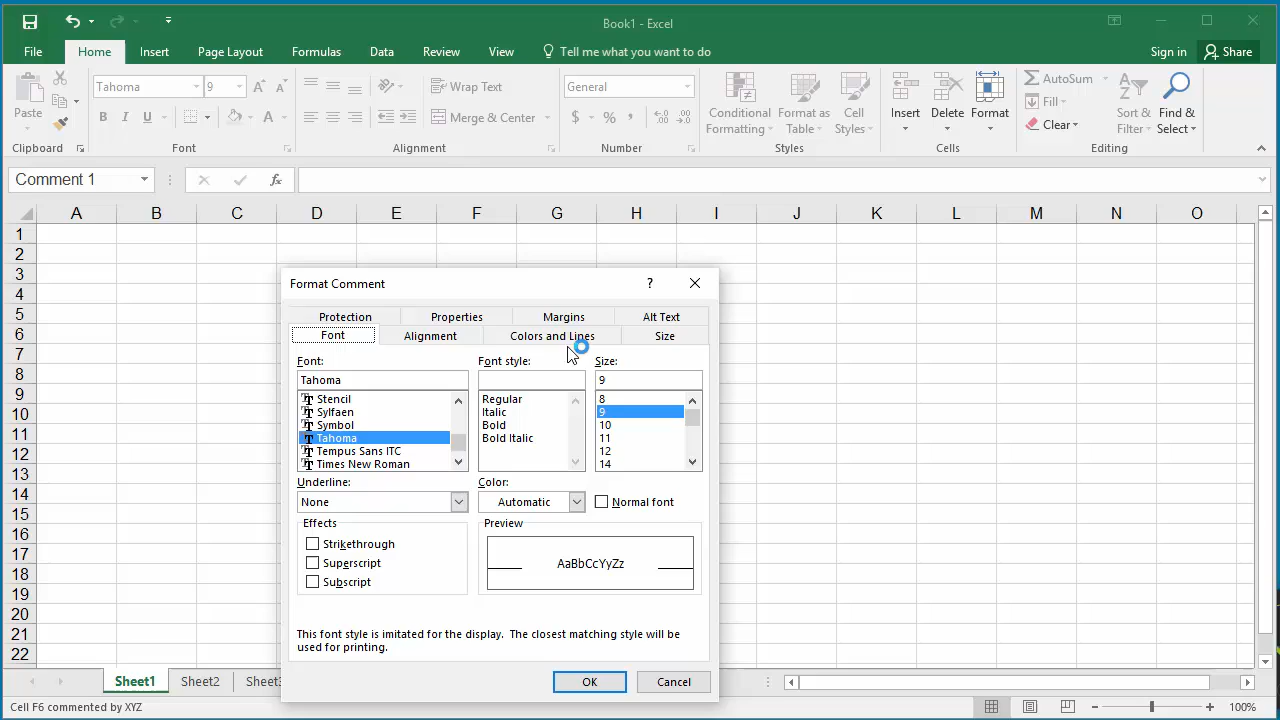 Book1 - Excel
File Home Insert Page Layout Formulas Data Review View Tell me what you want to do Sign in Share
Tahoma 9 Wrap Text General AutoSum
Paste B I U Merge & Center $ % , Conditional Formatting Format as Table Cell Styles Insert Delete Format Fill Clear Sort & Filter Find & Select
Clipboard Font Alignment Number Styles Cells Editing
Comment 1 fx
A B C D E F G H I J K L M N O
1
2
3
4
5
6
7
8
9
10
11
12
13
14
15
16
17
18
19
20
21
22
Format Comment ?
Protection Properties Margins Alt Text
Font Alignment Colors and Lines Size
Font: Font style: Size:
Tahoma 9
Stencil Regular 8
Sylfaen Italic 9
Symbol Bold 10
Tahoma Bold Italic 11
Tempus Sans ITC 12
Times New Roman 14
Underline: Color:
None Automatic Normal font
Effects Preview
Strikethrough
Superscript AaBbCcYyZz
Subscript
This font style is imitated for the display. The closest matching style will be
used for printing.
OK Cancel
Sheet1 Sheet2
Cell F6 commented by XYZ 100%